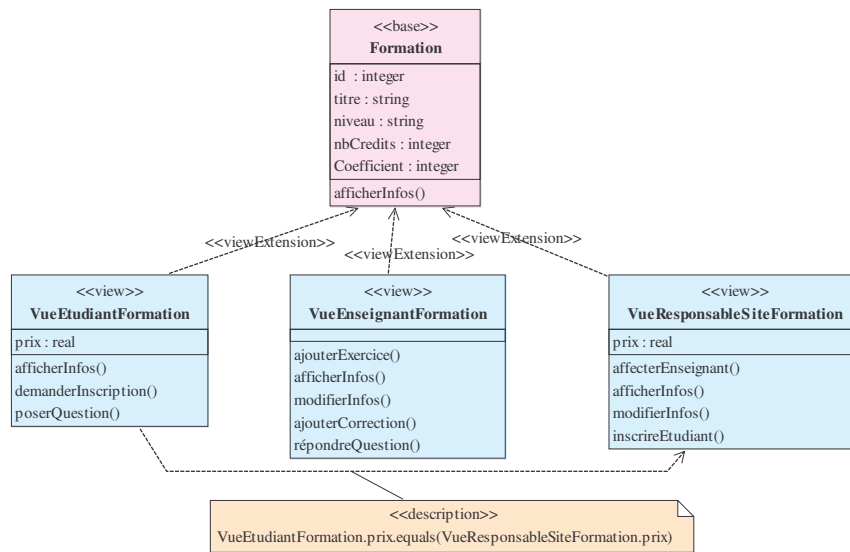 <<base>>
Formation
id : integer
titre : string
niveau : string
nbCredits : integer
Coefficient : integer
afficherInfos()
<<viewExtension>>
<<viewExtension>>
<<viewExtension>>
<<view>>
VueEtudiantFormation
prix : real
afficherInfos()
demanderInscription()
poserQuestion()
<<view>>
VueEnseignantFormation
ajouterExercice()
afficherInfos()
modifierInfos()
ajouterCorrection()
répondreQuestion()
<<view>>
VueResponsableSiteFormation
prix : real
affecterEnseignant()
afficherInfos()
modifierInfos()
inscrireEtudiant()
<<description>>
VueEtudiantFormation.prix.equals(VueResponsableSiteFormation.prix)